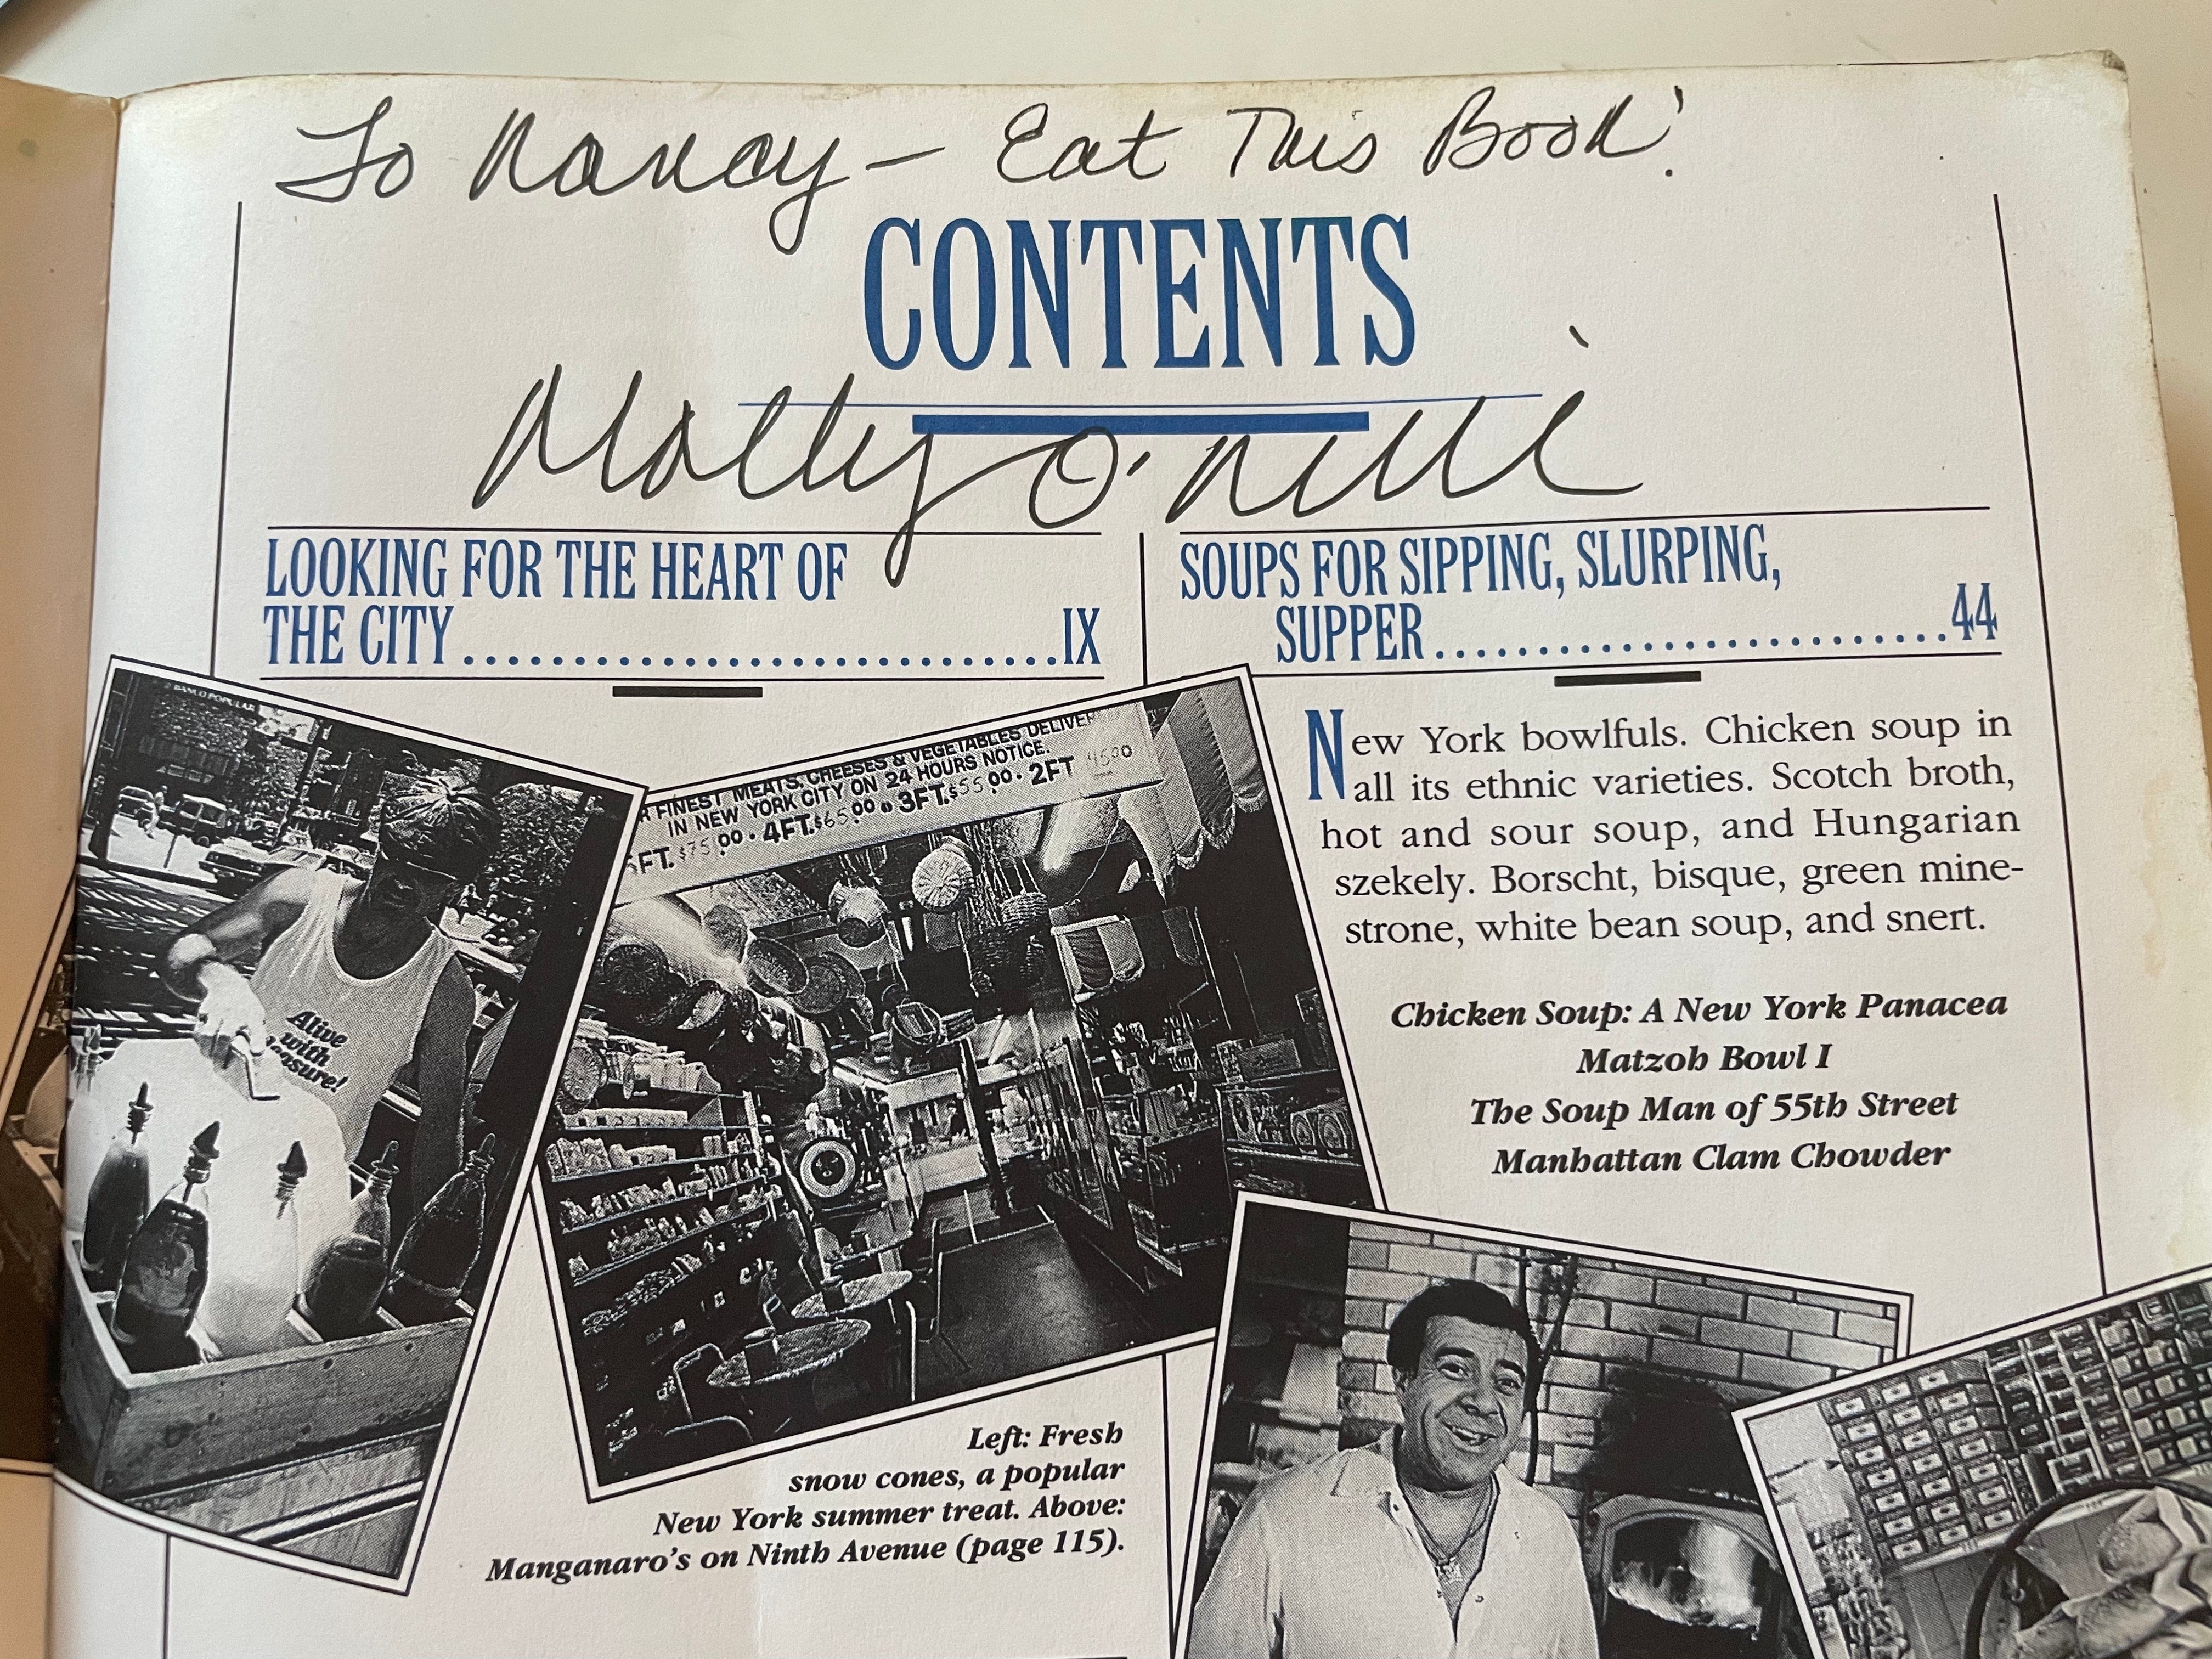 To Nancy — Eat This Book!
CONTENTS
Molly O'Neill
LOOKING FOR THE HEART OF
THE CITY............................IX
BANCO POPULAR
Alive
with
FINEST MEATS, CHEESES & VEGETABLES DELIVER
IN NEW YORK CITY ON 24 HOURS NOTICE.
FT. $75.00 • 4FT. $65.00 • 3FT. $55.00 • 2FT 45.00
Left: Fresh
snow cones, a popular
New York summer treat. Above:
Manganaro's on Ninth Avenue (page 115).
SOUPS FOR SIPPING, SLURPING,
SUPPER.........................44
New York bowlfuls. Chicken soup in
all its ethnic varieties. Scotch broth,
hot and sour soup, and Hungarian
szekely. Borscht, bisque, green mine-
strone, white bean soup, and snert.
Chicken Soup: A New York Panacea
Matzoh Bowl I
The Soup Man of 55th Street
Manhattan Clam Chowder